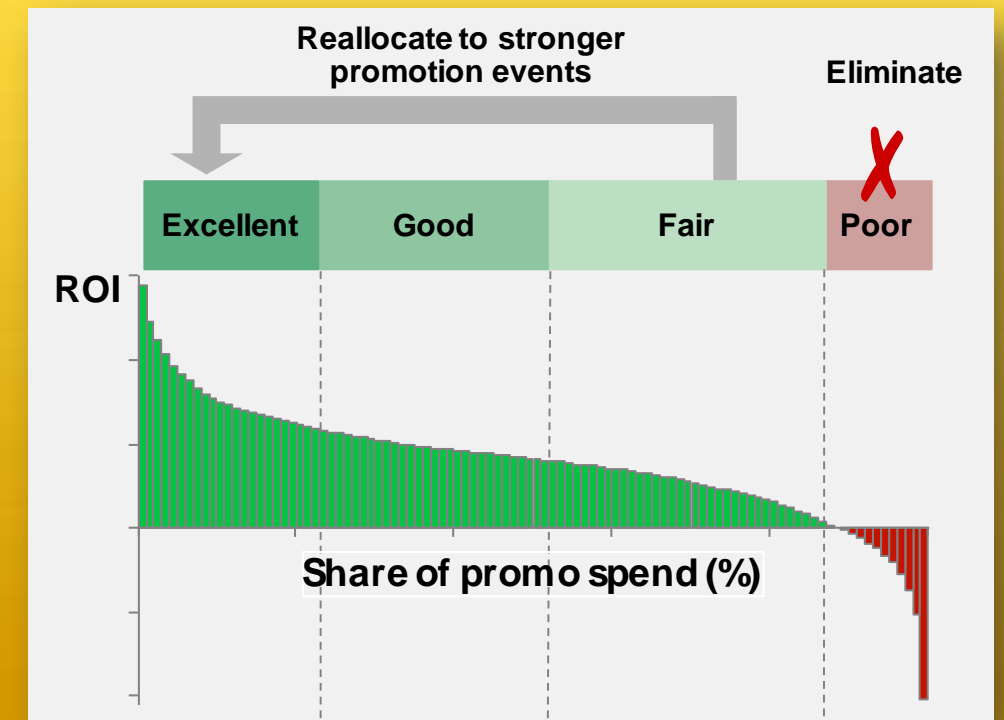 Reallocate to stronger
promotion events
Eliminate
Excellent
Good
Fair
Poor
ROI
Share of promo spend (%)